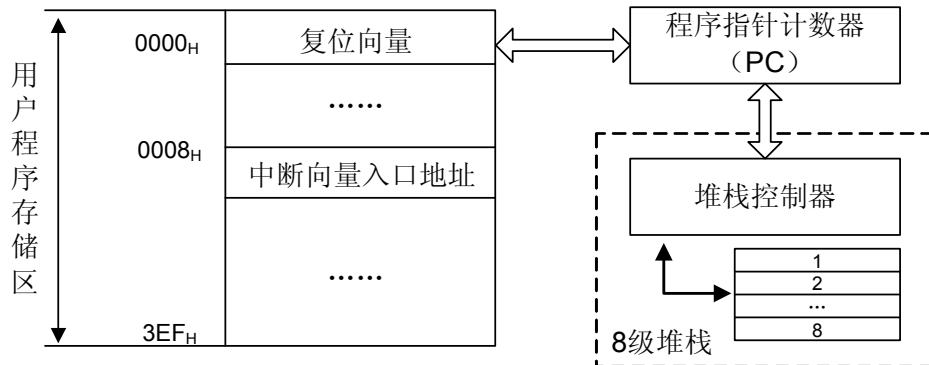 用户程序存储区
0000H
复位向量
……
0008H
中断向量入口地址
……
3EFH
程序指针计数器
（PC）
堆栈控制器
1
2
...
8
8级堆栈